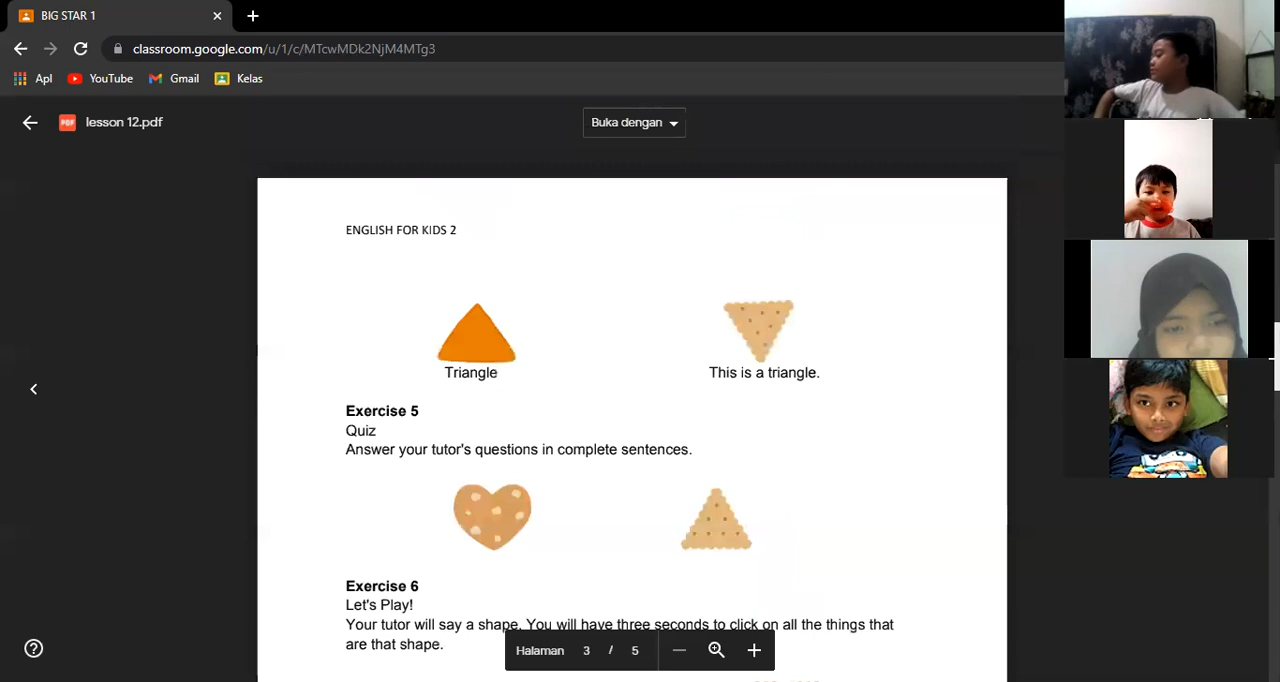 BIG STAR 1
classroom.google.com/u/1/c/MTcwMDk2NjM4MTg3
Apl YouTube Gmail Kelas
PDF lesson 12.pdf
Buka dengan
ENGLISH FOR KIDS 2
Triangle This is a triangle.
Exercise 5
Quiz
Answer your tutor's questions in complete sentences.
Exercise 6
Let's Play!
Your tutor will say a shape. You will have three seconds to click on all the things that
are that shape.
Halaman 3 / 5